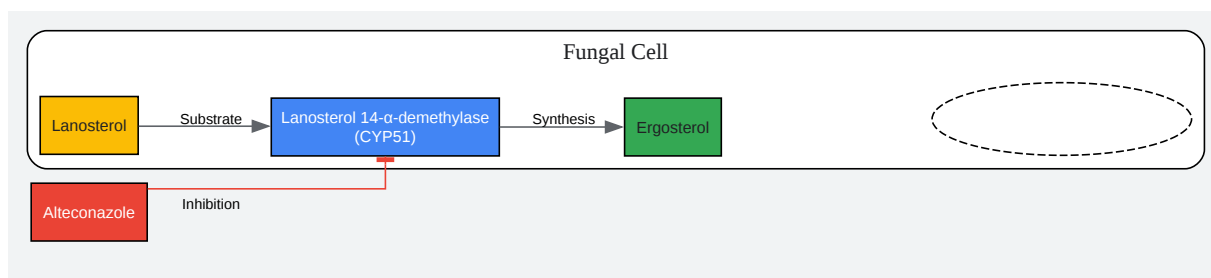 Fungal Cell
Lanosterol
Substrate
Lanosterol 14-α-demethylase
(CYP51)
Synthesis
Ergosterol
Alteconazole
Inhibition